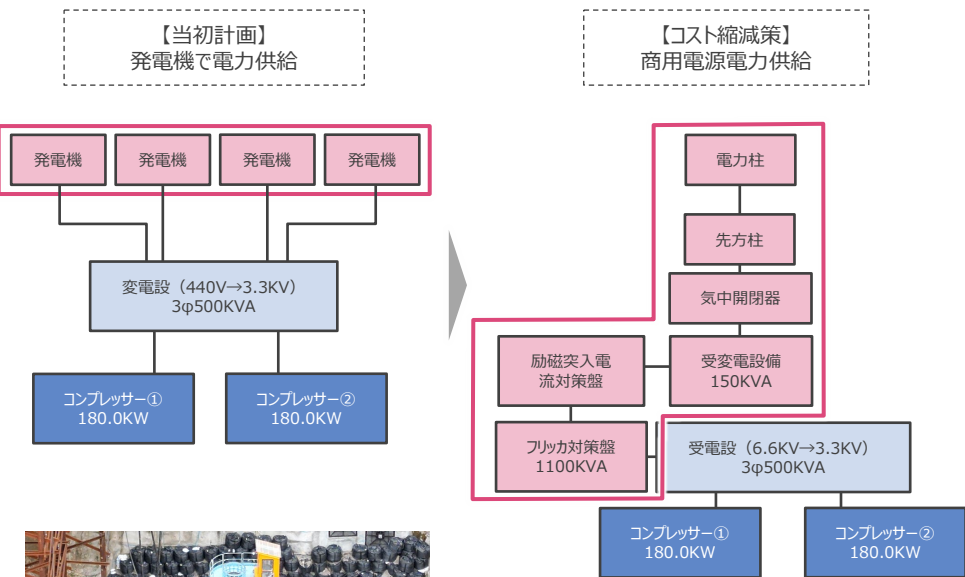 【当初計画】
発電機で電力供給
発電機
発電機
発電機
発電機
変電設（440V→3.3KV）
3φ500KVA
コンプレッサー①
180.0KW
コンプレッサー②
180.0KW
【コスト縮減策】
商用電源電力供給
電力柱
先方柱
気中開閉器
励磁突入電
流対策盤
受変電設備
150KVA
フリッカ対策盤
1100KVA
受電設（6.6KV→3.3KV）
3φ500KVA
コンプレッサー①
180.0KW
コンプレッサー②
180.0KW